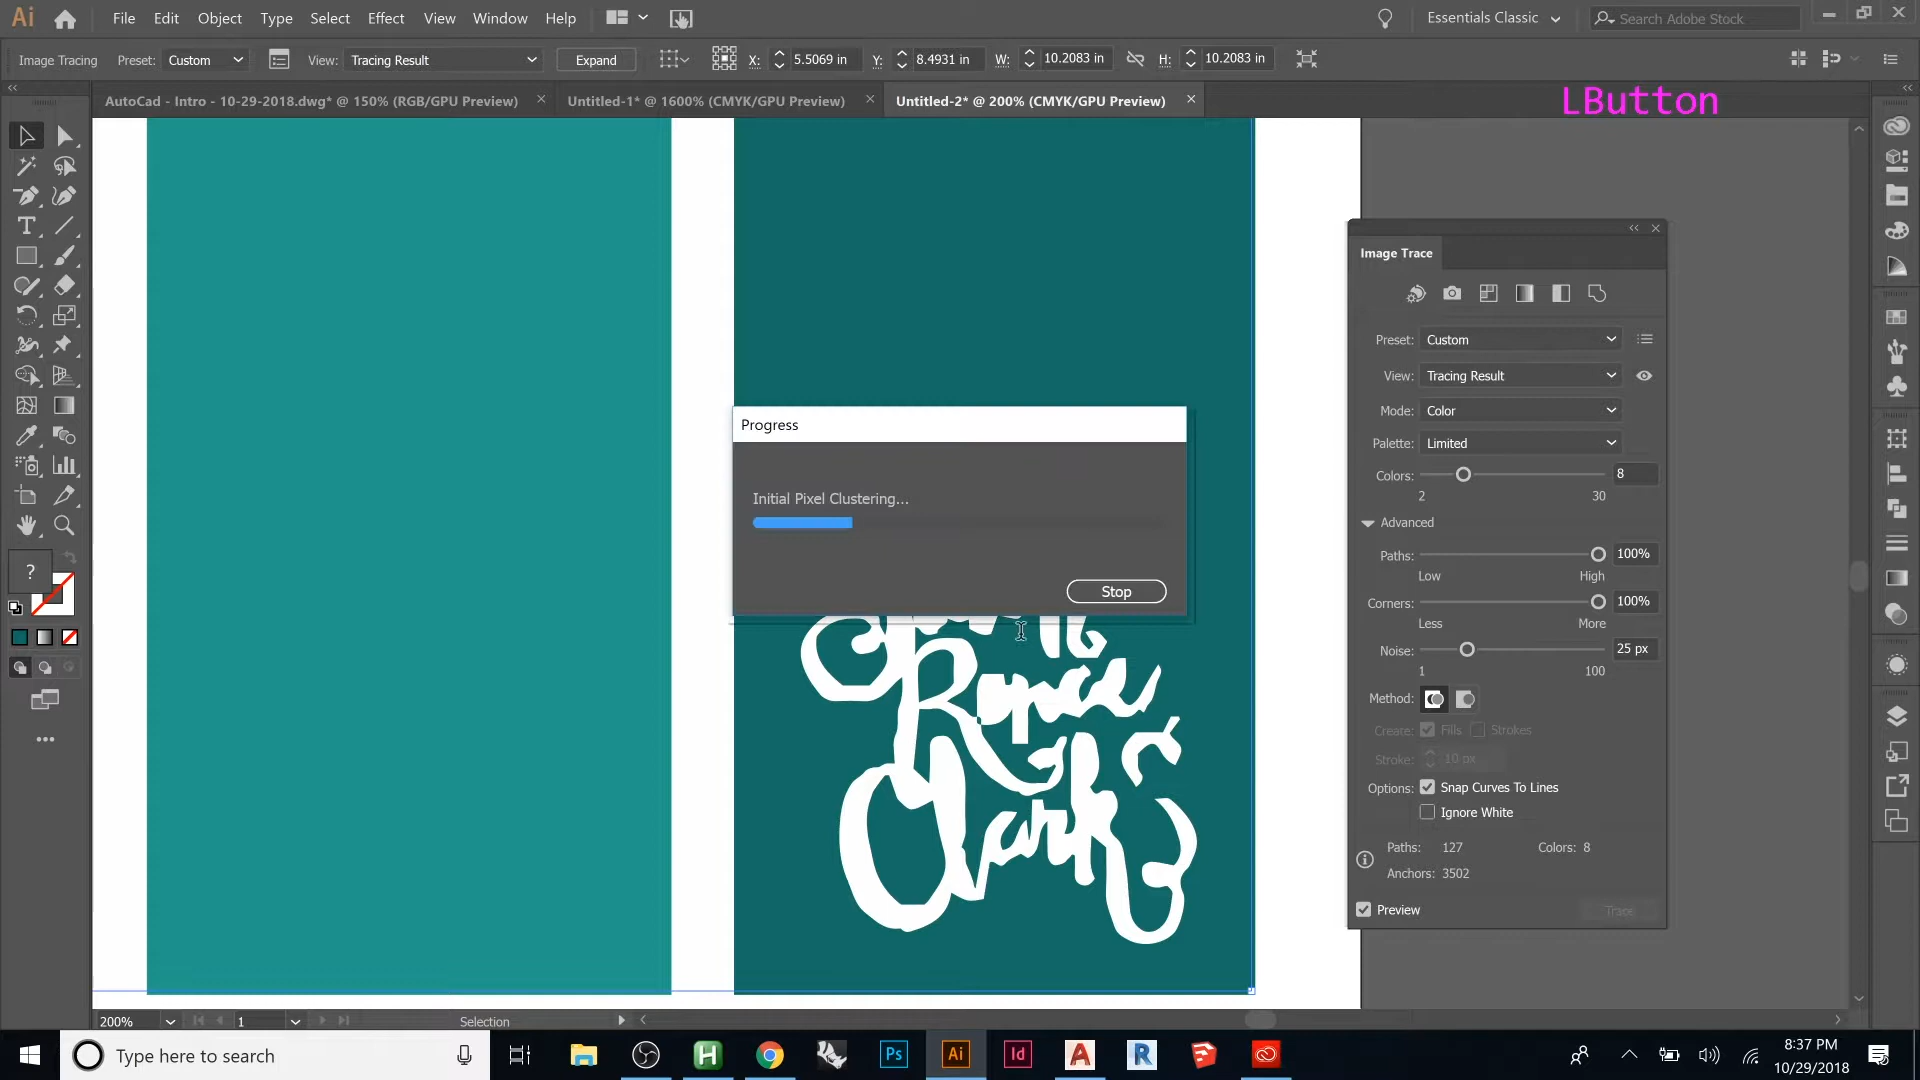 Ai File Edit Object Type Select Effect View Window Help Essentials Classic Search Adobe Stock
Image Tracing Preset: Custom View: Tracing Result Expand X: 5.5069 in Y: 8.4931 in W: 10.2083 in H: 10.2083 in
AutoCad - Intro - 10-29-2018.dwg* @ 150% (RGB/GPU Preview) Untitled-1* @ 1600% (CMYK/GPU Preview) Untitled-2* @ 200% (CMYK/GPU Preview) LButton
Image Trace
Preset: Custom
View: Tracing Result
Mode: Color
Palette: Limited
Colors: 8
2 30
Advanced
Paths: 100%
Low High
Corners: 100%
Less More
Noise: 25 px
1 100
Method:
Create: Fills Strokes
Stroke: 10 px
Options: Snap Curves To Lines
Ignore White
Paths: 127 Colors: 8
Anchors: 3502
Preview Trace
Progress
Initial Pixel Clustering...
Stop
Clark
?
200% 1 Selection
Type here to search Ps Ai Id A R 8:37 PM
10/29/2018